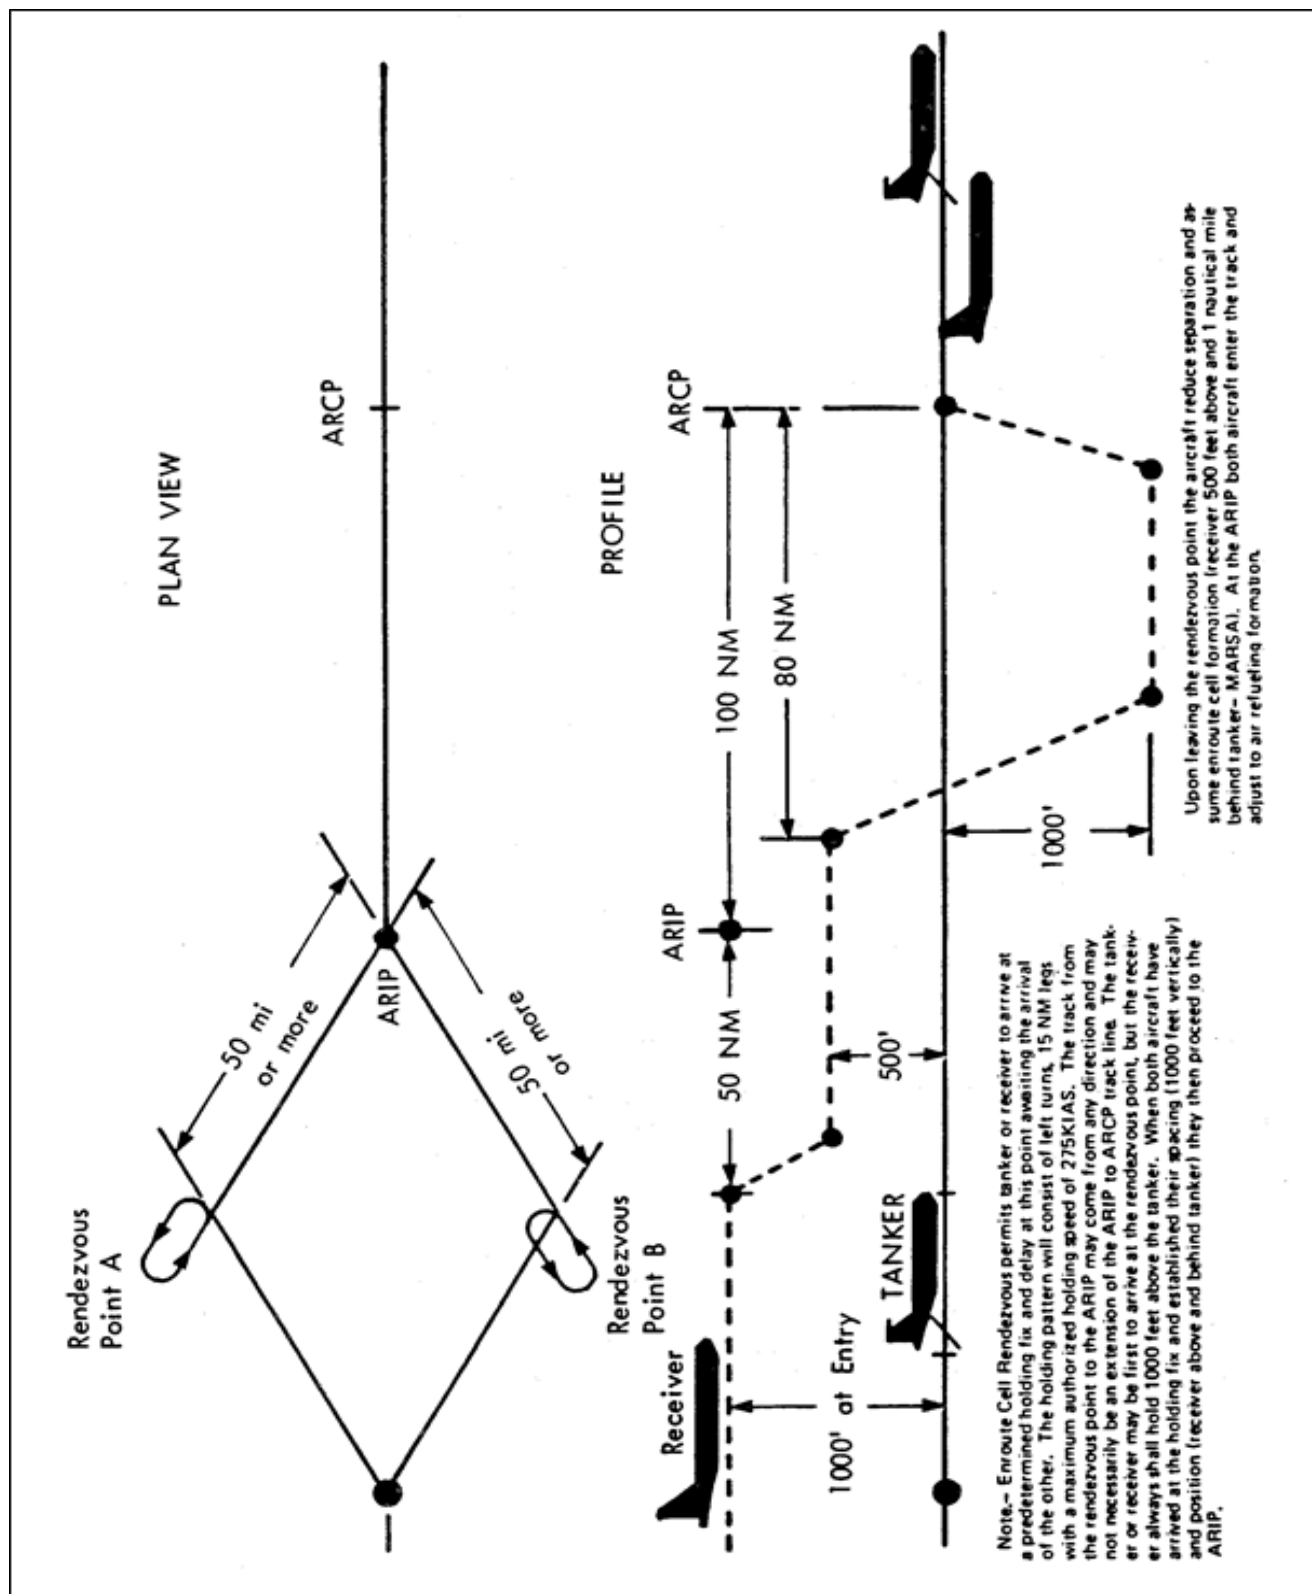 PLAN VIEW
Rendezvous
Point A
50 mi
or more
ARIP
ARCP
50 mi
or more
Rendezvous
Point B
PROFILE
ARIP
ARCP
Receiver
50 NM
100 NM
80 NM
1000' at Entry
500'
TANKER
1000'
Note.– Enroute Cell Rendezvous permits tanker or receiver to arrive at
a predetermined holding fix and delay at this point awaiting the arrival
of the other. The holding pattern will consist of left turns, 15 NM legs
with a maximum authorized holding speed of 275KIAS. The track from
the rendezvous point to the ARIP may come from any direction and may
not necessarily be an extension of the ARIP to ARCP track line. The tank-
er or receiver may be first to arrive at the rendezvous point, but the receiv-
er always shall hold 1000 feet above the tanker. When both aircraft have
arrived at the holding fix and established their spacing (1000 feet vertically)
and position (receiver above and behind tanker) they then proceed to the
ARIP.
Upon leaving the rendezvous point the aircraft reduce separation and as-
sume enroute cell formation (receiver 500 feet above and 1 nautical mile
behind tanker– MARSA). At the ARIP both aircraft enter the track and
adjust to air refueling formation.